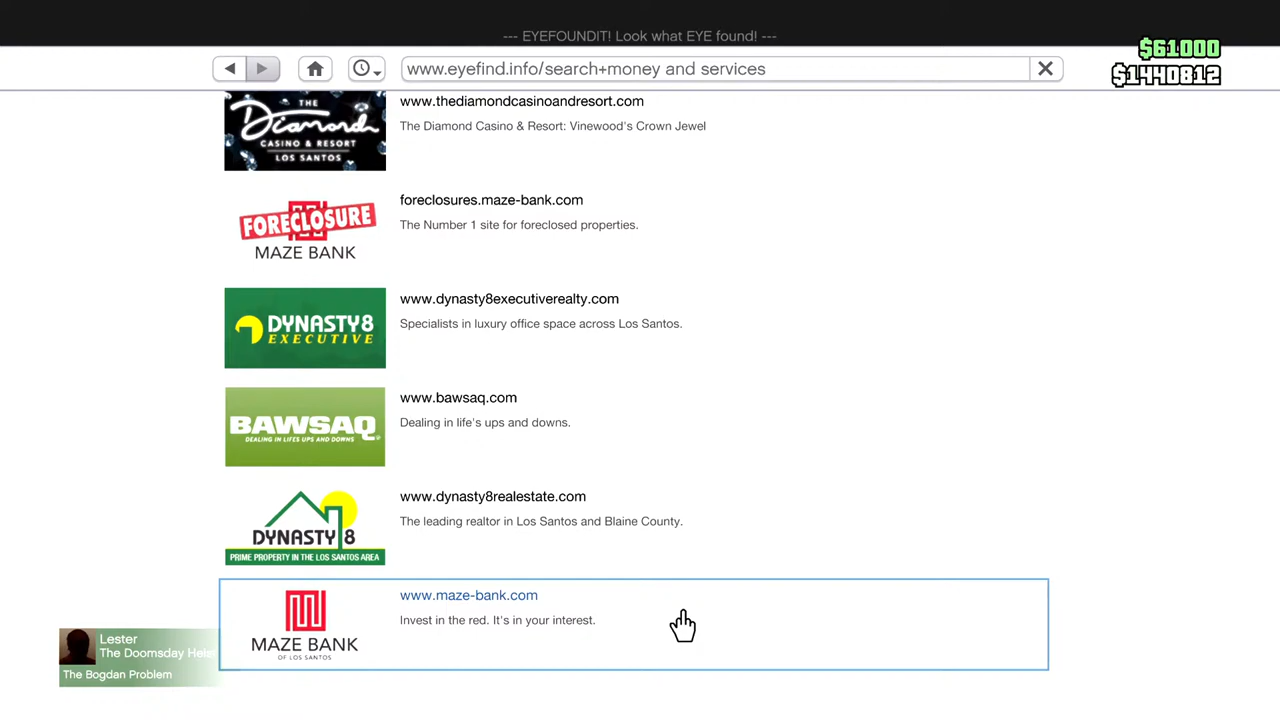 --- EYEFOUNDIT! Look what EYE found! ---
www.eyefind.info/search+money and services
$61000
$1440812
THE
Diamond
CASINO & RESORT
LOS SANTOS
www.thediamondcasinoandresort.com
The Diamond Casino & Resort: Vinewood's Crown Jewel
FORECLOSURE
MAZE BANK
foreclosures.maze-bank.com
The Number 1 site for foreclosed properties.
DYNASTY8
EXECUTIVE
www.dynasty8executiverealty.com
Specialists in luxury office space across Los Santos.
BAWSAQ
DEALING IN LIFE'S UPS AND DOWNS
www.bawsaq.com
Dealing in life's ups and downs.
DYNASTY 8
PRIME PROPERTY IN THE LOS SANTOS AREA
www.dynasty8realestate.com
The leading realtor in Los Santos and Blaine County.
MAZE BANK
OF LOS SANTOS
www.maze-bank.com
Invest in the red. It's in your interest.
Lester
The Doomsday Heis
The Bogdan Problem